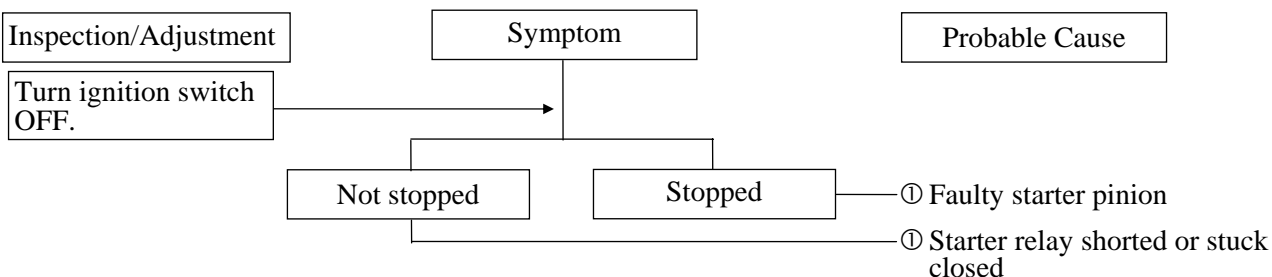 Inspection/Adjustment
Symptom
Probable Cause
Turn ignition switch
OFF.
Not stopped
Stopped
① Faulty starter pinion
① Starter relay shorted or stuck
closed